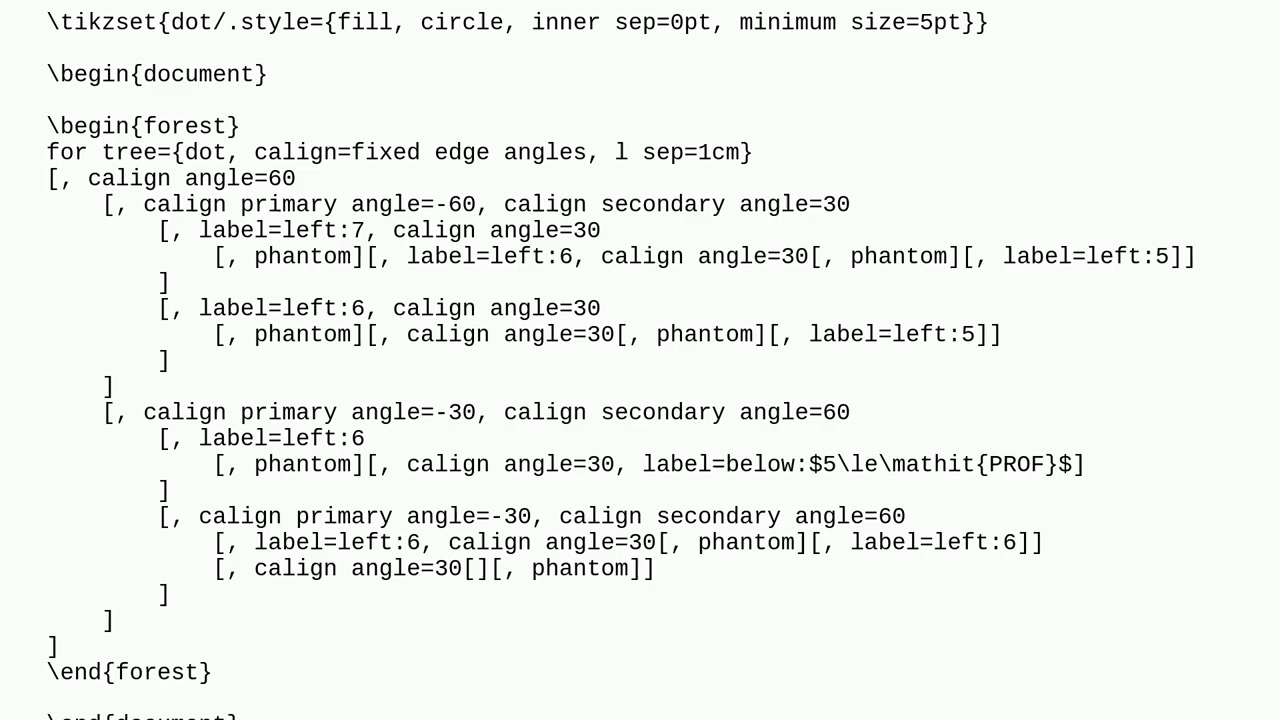 \tikzset{dot/.style={fill, circle, inner sep=0pt, minimum size=5pt}}
\begin{document}
\begin{forest}
for tree={dot, calign=fixed edge angles, l sep=1cm}
[, calign angle=60
[, calign primary angle=-60, calign secondary angle=30
[, label=left:7, calign angle=30
[, phantom][, label=left:6, calign angle=30[, phantom][, label=left:5]]
]
[, label=left:6, calign angle=30
[, phantom][, calign angle=30[, phantom][, label=left:5]]
]
]
[, calign primary angle=-30, calign secondary angle=60
[, label=left:6
[, phantom][, calign angle=30, label=below:$5\le\mathit{PROF}$]
]
[, calign primary angle=-30, calign secondary angle=60
[, label=left:6, calign angle=30[, phantom][, label=left:6]]
[, calign angle=30[][, phantom]]
]
]
]
\end{forest}
\end{document}